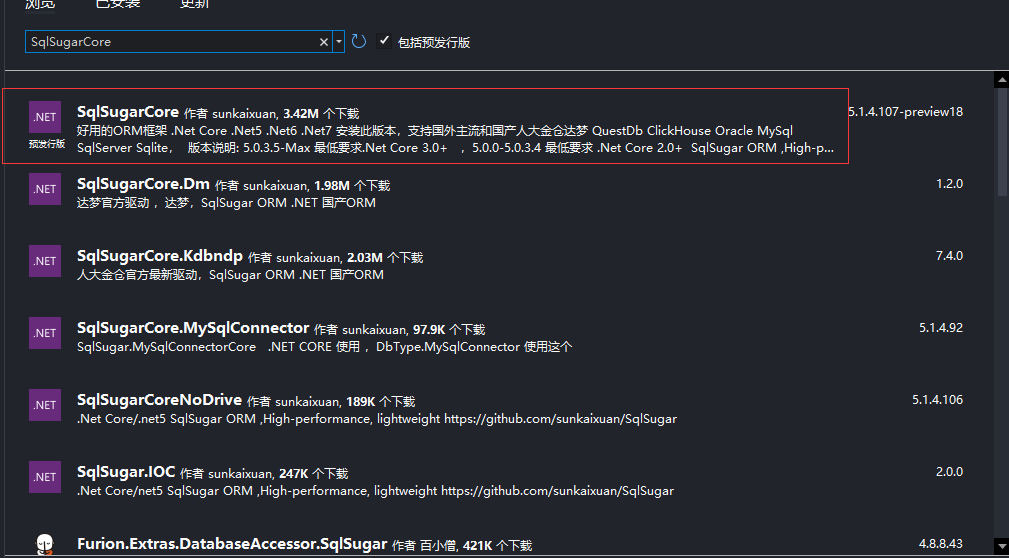 浏览 已安装 更新
SqlSugarCore 包括预发行版
.NET
预发行版
SqlSugarCore 作者 sunkaixuan, 3.42M 个下载 5.1.4.107-preview18
好用的ORM框架 .Net Core .Net5 .Net6 .Net7 安装此版本，支持国外主流和国产人大金仓达梦 QuestDb ClickHouse Oracle MySql
SqlServer Sqlite， 版本说明: 5.0.3.5-Max 最低要求.Net Core 3.0+ ，5.0.0-5.0.3.4 最低要求 .Net Core 2.0+ SqlSugar ORM ,High-p...
.NET
SqlSugarCore.Dm 作者 sunkaixuan, 1.98M 个下载 1.2.0
达梦官方驱动 ，达梦，SqlSugar ORM .NET 国产ORM
.NET
SqlSugarCore.Kdbndp 作者 sunkaixuan, 2.03M 个下载 7.4.0
人大金仓官方最新驱动，SqlSugar ORM .NET 国产ORM
.NET
SqlSugarCore.MySqlConnector 作者 sunkaixuan, 97.9K 个下载 5.1.4.92
SqlSugar.MySqlConnectorCore .NET CORE 使用 ，DbType.MySqlConnector 使用这个
.NET
SqlSugarCoreNoDrive 作者 sunkaixuan, 189K 个下载 5.1.4.106
.Net Core/.net5 SqlSugar ORM ,High-performance, lightweight https://github.com/sunkaixuan/SqlSugar
.NET
SqlSugar.IOC 作者 sunkaixuan, 247K 个下载 2.0.0
.Net Core/net5 SqlSugar ORM ,High-performance, lightweight https://github.com/sunkaixuan/SqlSugar
Furion.Extras.DatabaseAccessor.SqlSugar 作者 百小僧, 421K 个下载 4.8.8.43